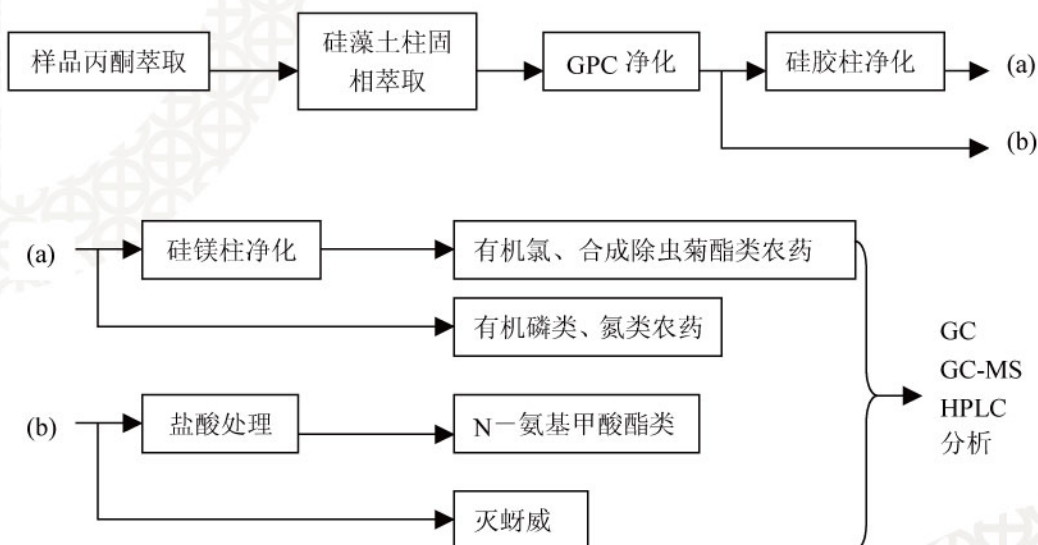 样品丙酮萃取
硅藻土柱固
相萃取
GPC 净化
硅胶柱净化
(a)
(b)
(a)
硅镁柱净化
有机氯、合成除虫菊酯类农药
有机磷类、氮类农药
(b)
盐酸处理
N－氨基甲酸酯类
灭蚜威
GC
GC-MS
HPLC
分析